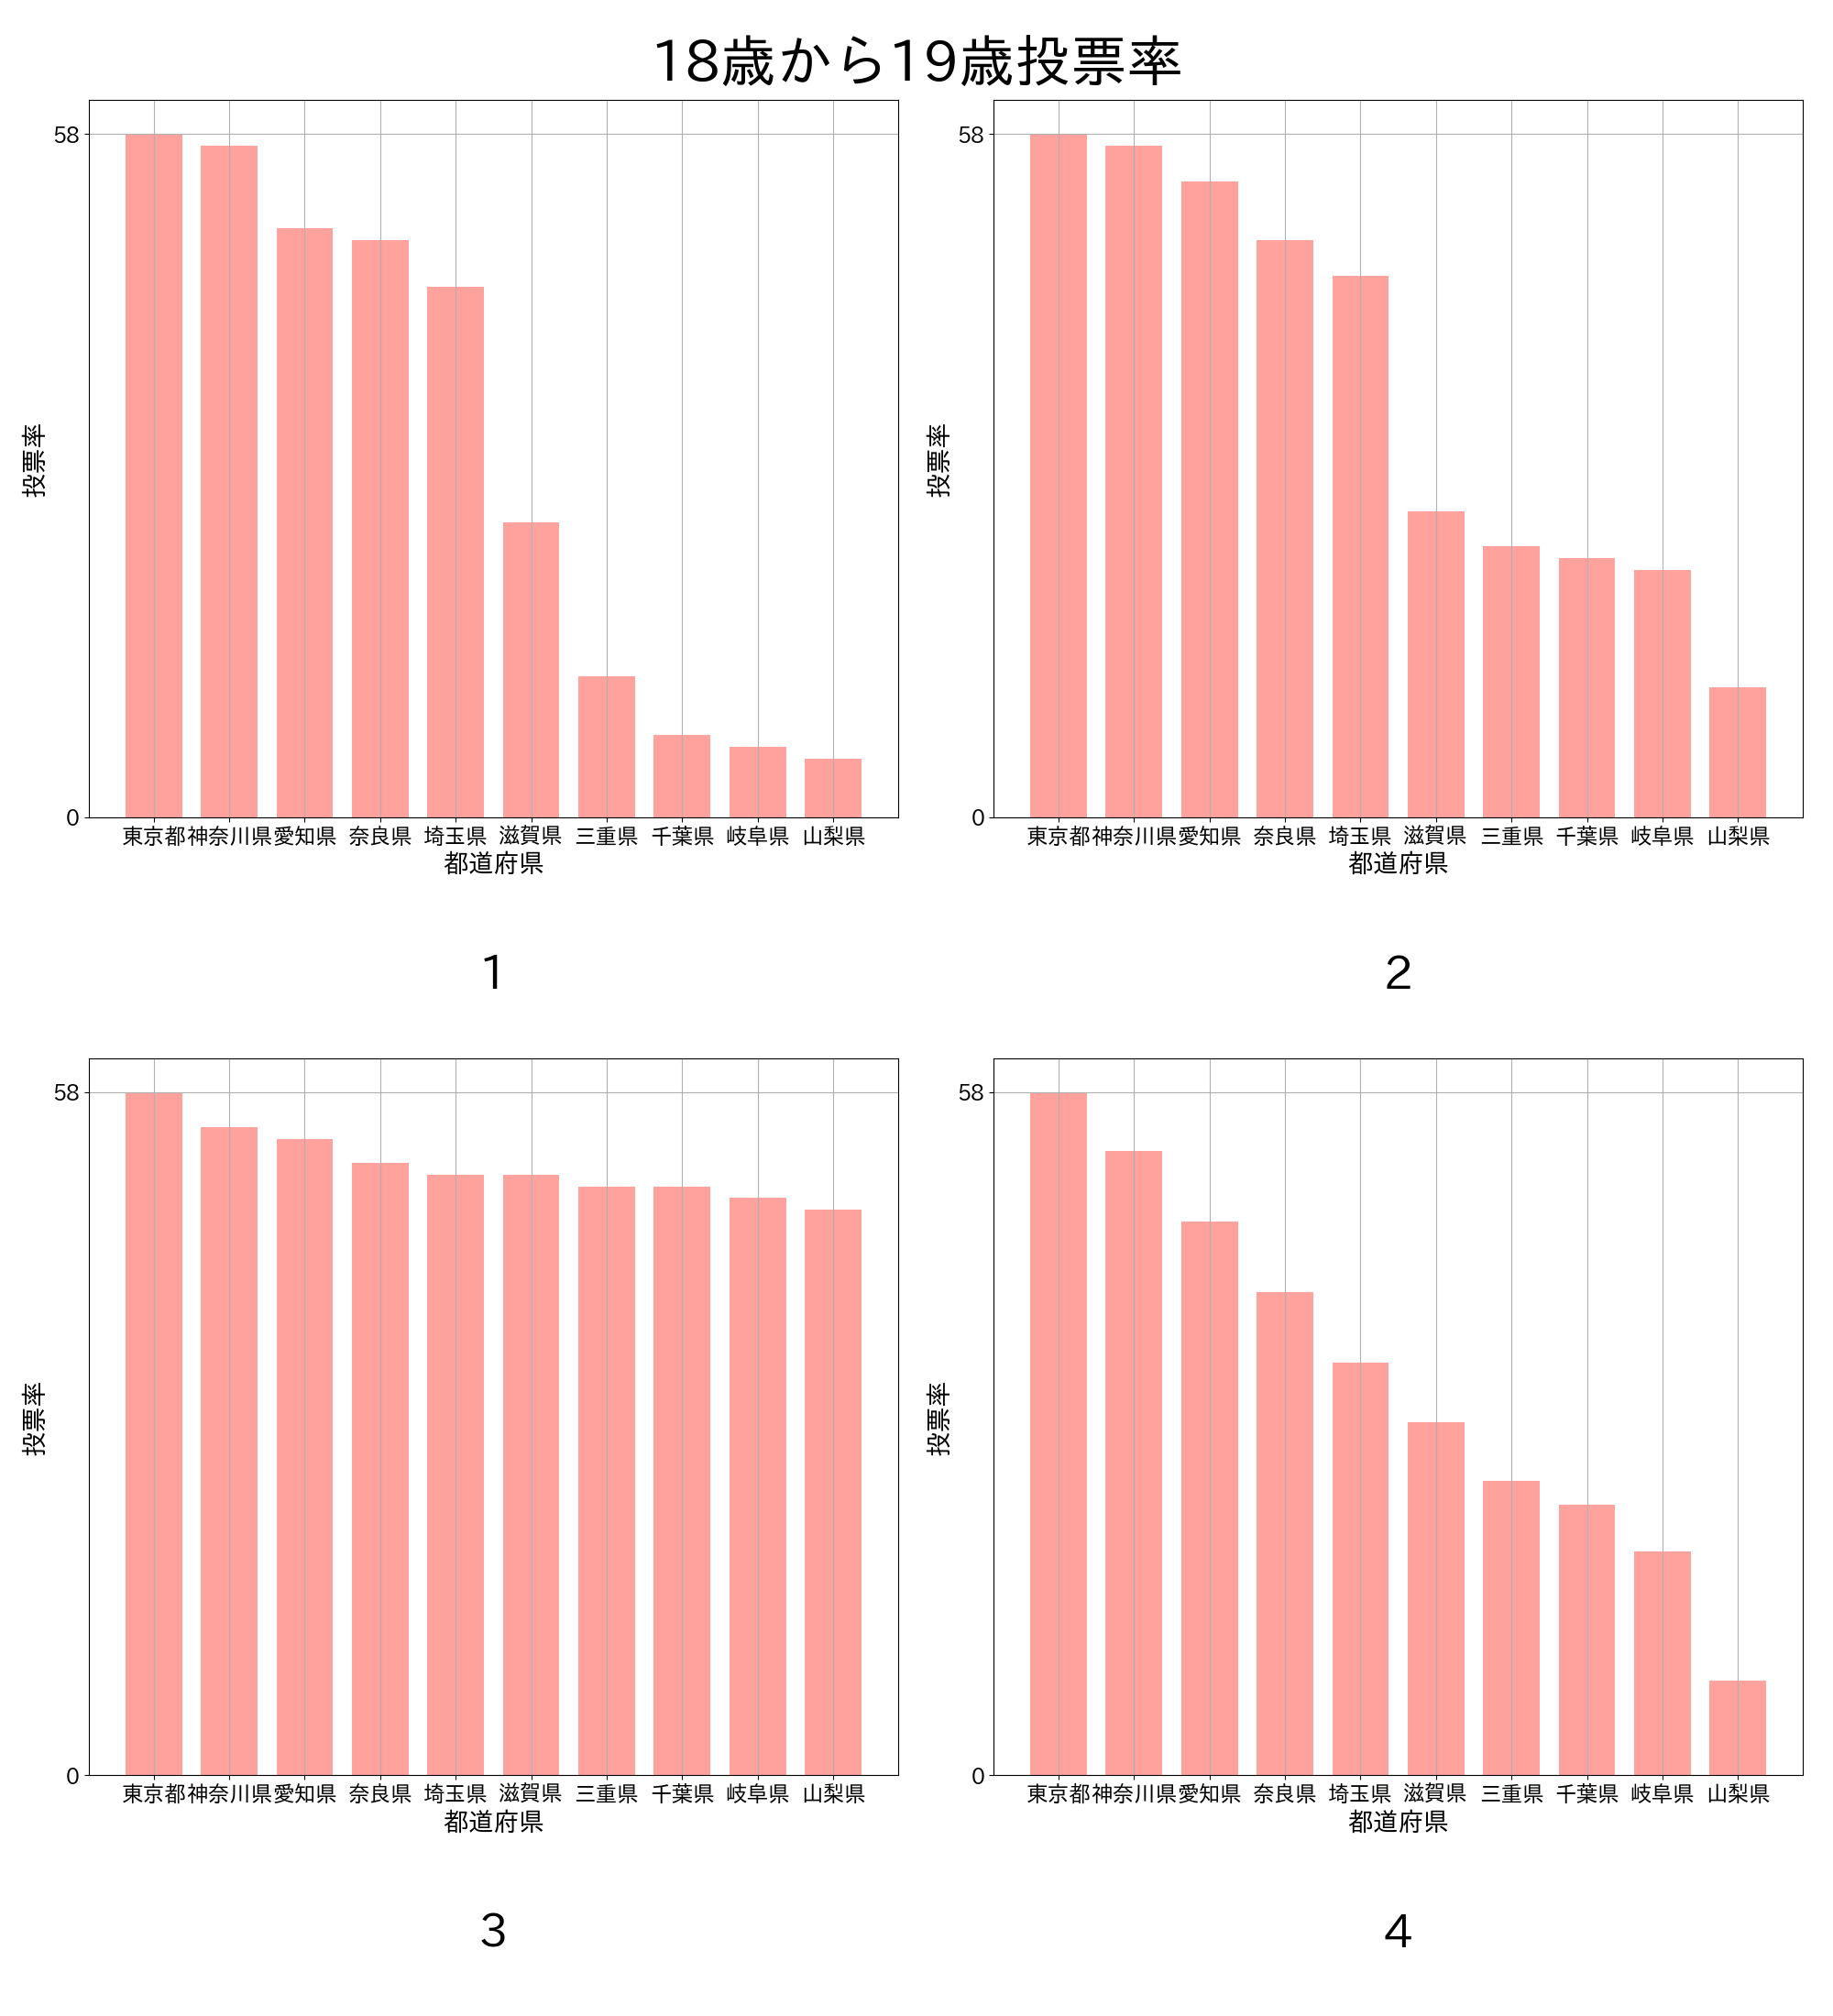 18歳から19歳投票率
58
0
投票率
東京都 神奈川県 愛知県 奈良県 埼玉県 滋賀県 三重県 千葉県 岐阜県 山梨県
都道府県
1
58
0
投票率
東京都 神奈川県 愛知県 奈良県 埼玉県 滋賀県 三重県 千葉県 岐阜県 山梨県
都道府県
2
58
0
投票率
東京都 神奈川県 愛知県 奈良県 埼玉県 滋賀県 三重県 千葉県 岐阜県 山梨県
都道府県
3
58
0
投票率
東京都 神奈川県 愛知県 奈良県 埼玉県 滋賀県 三重県 千葉県 岐阜県 山梨県
都道府県
4